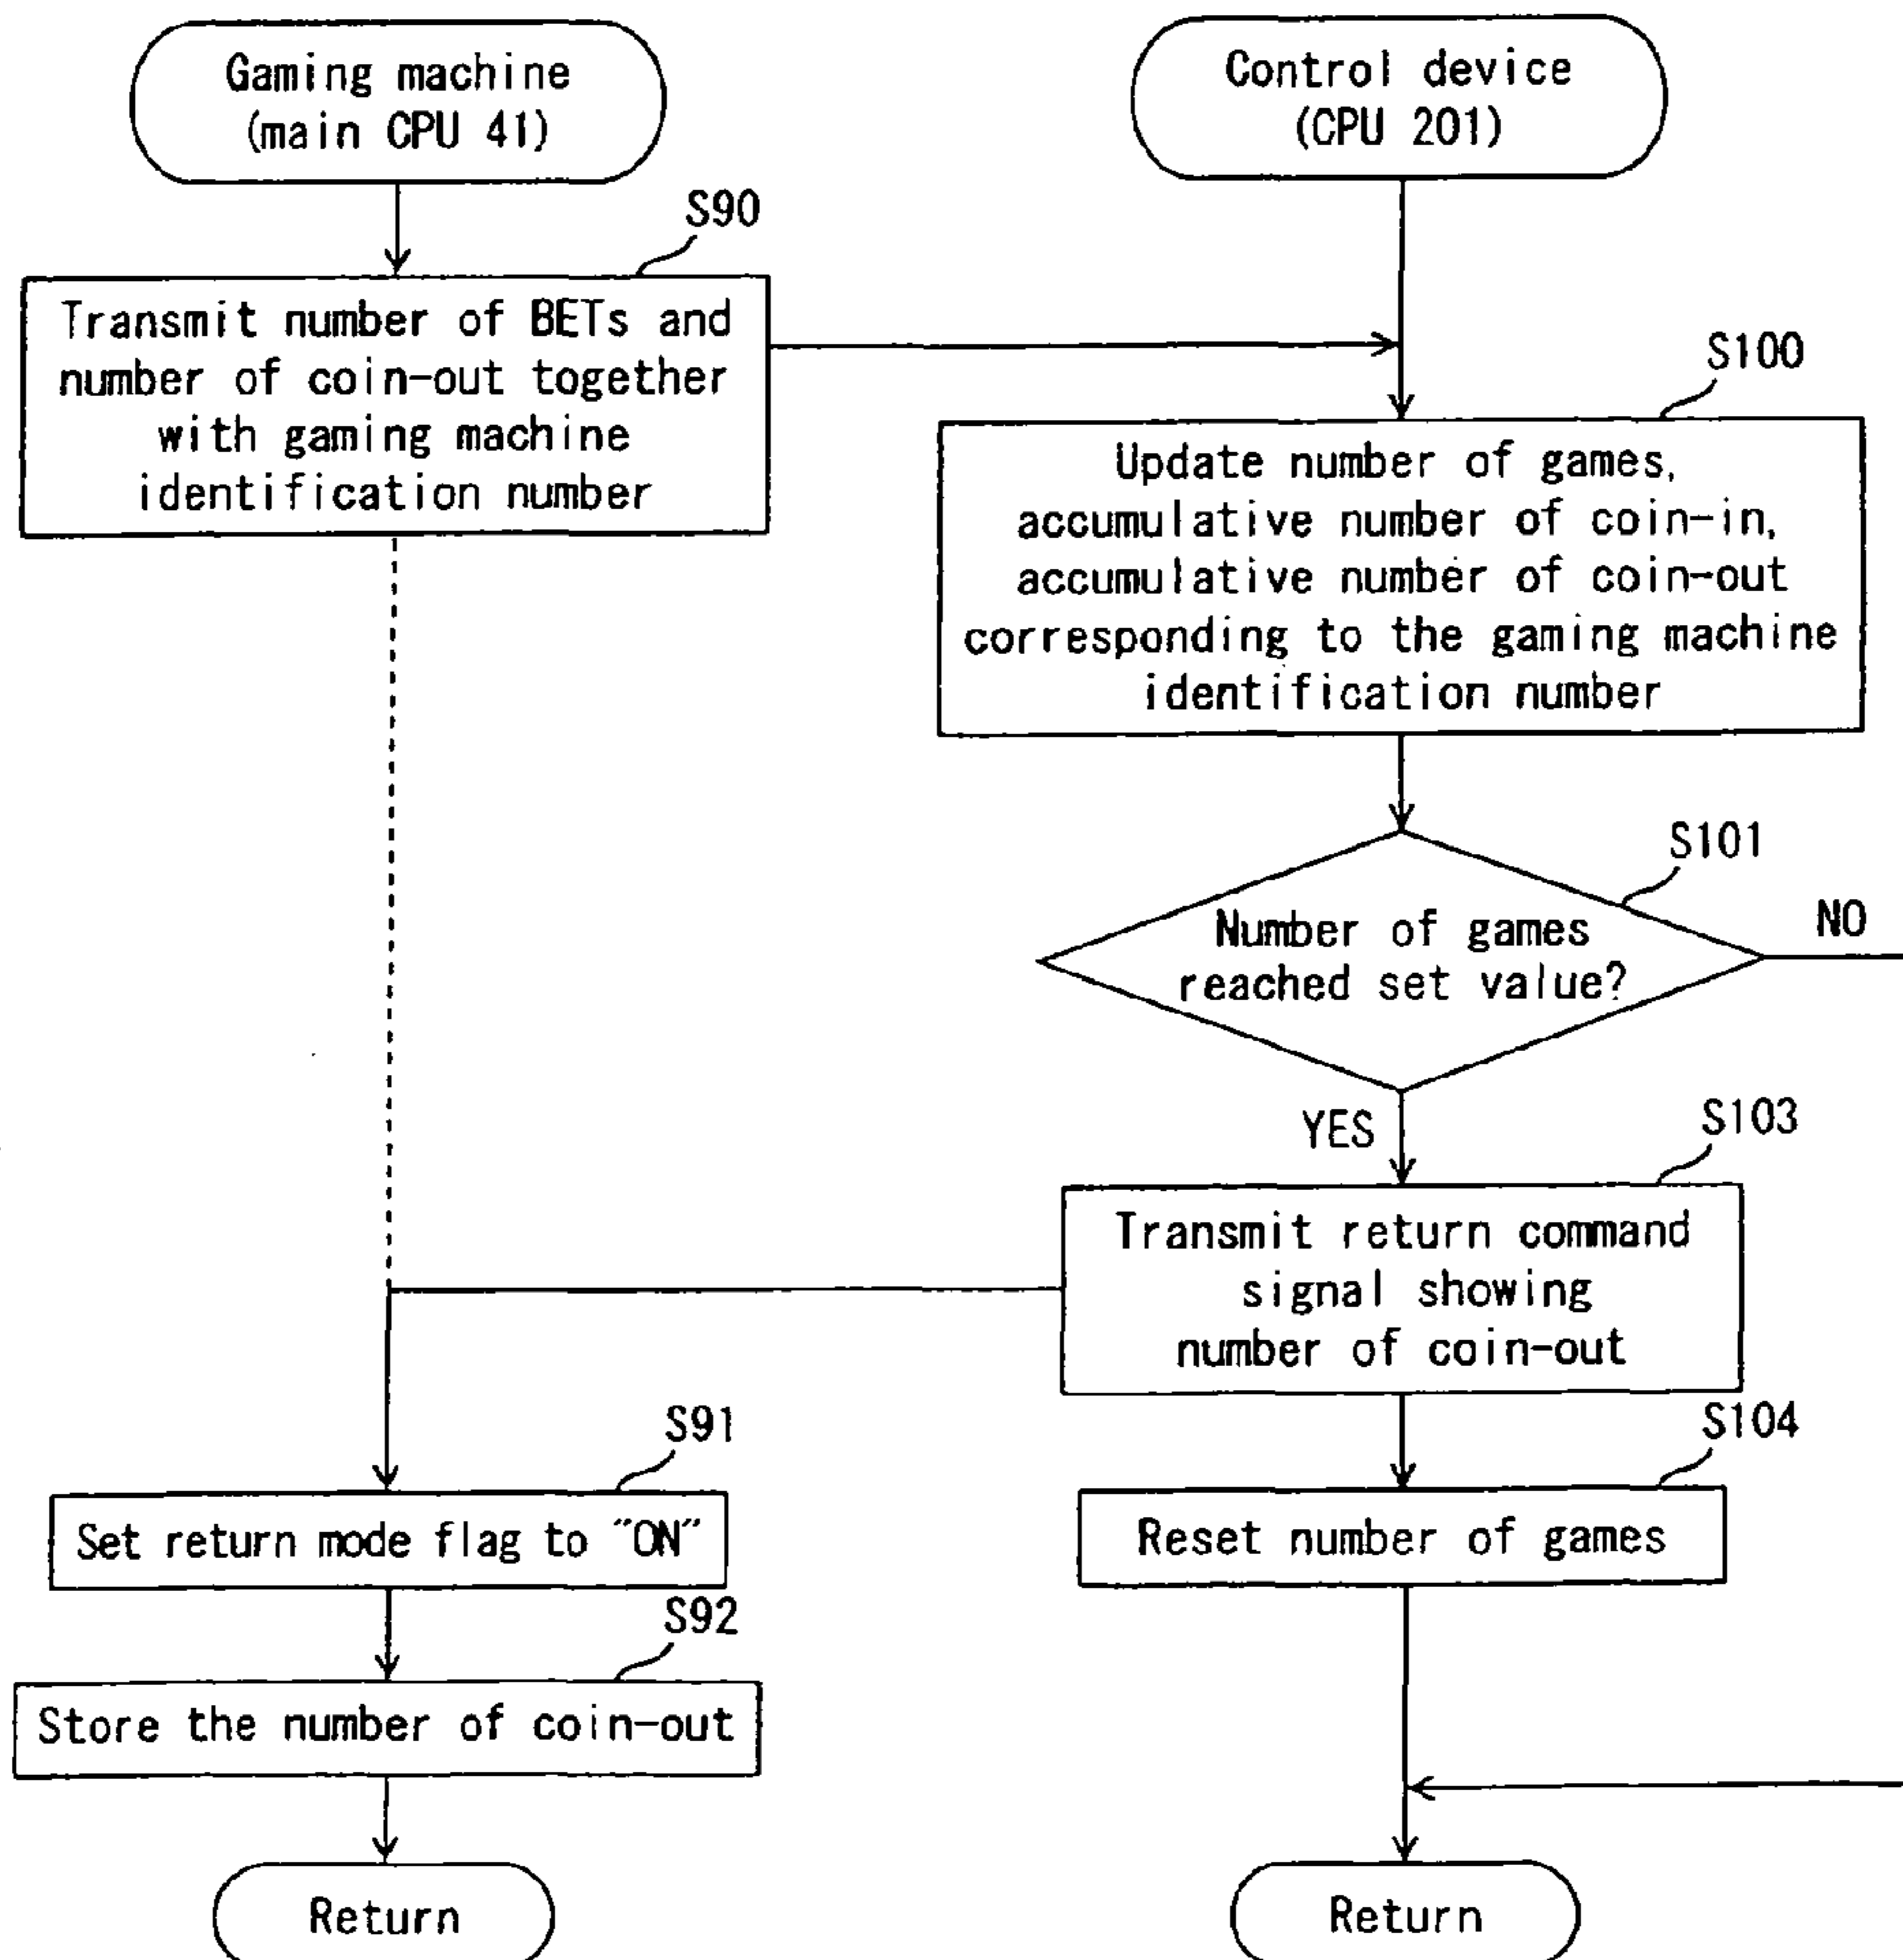 Gaming machine
(main CPU 41)
S90
Transmit number of BETs and
number of coin-out together
with gaming machine
identification number
Control device
(CPU 201)
S100
Update number of games,
accumulative number of coin-in,
accumulative number of coin-out
corresponding to the gaming machine
identification number
S101
Number of games
reached set value?
NO
YES
S103
Transmit return command
signal showing
number of coin-out
S104
Reset number of games
Return
S91
Set return mode flag to "ON"
S92
Store the number of coin-out
Return